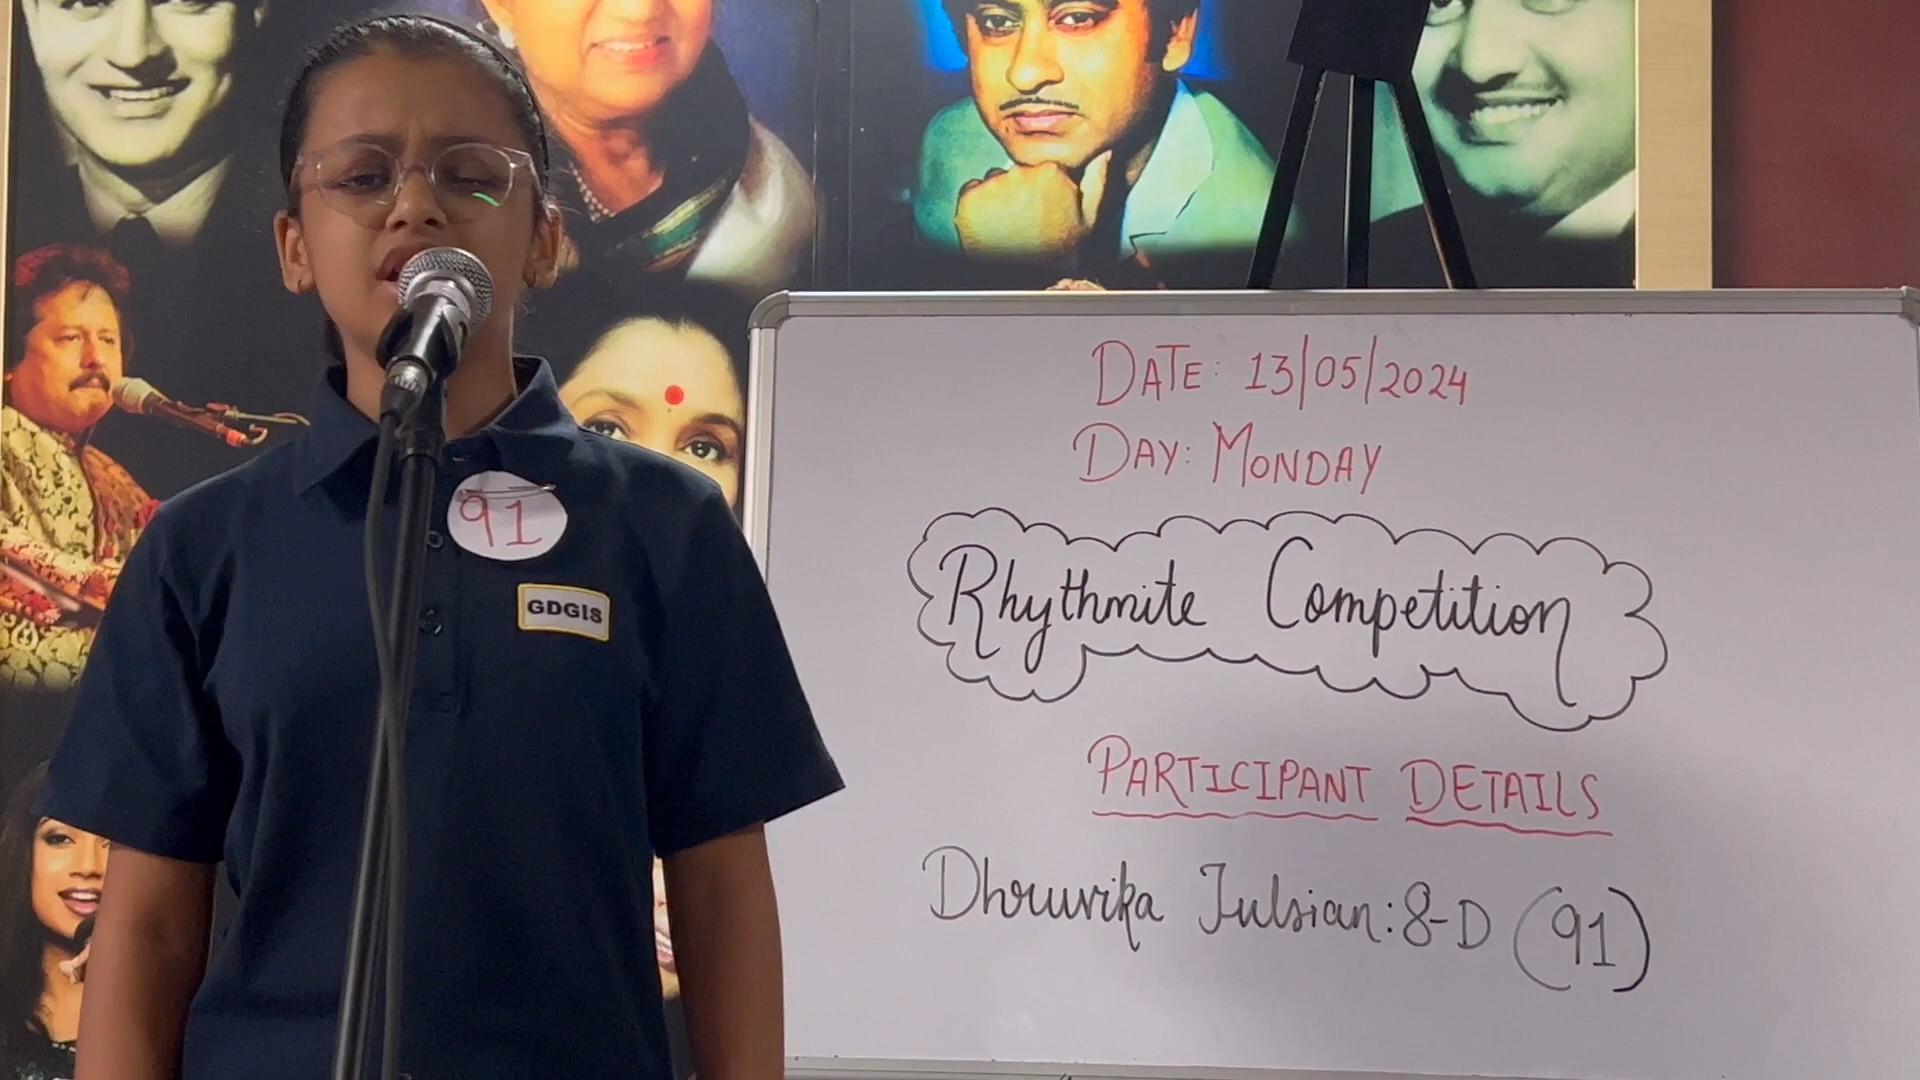 91
GDGIS
DATE: 13/05/2024
DAY: MONDAY
Rhythmite Competition
PARTICIPANT DETAILS
Dhruvika Julsian: 8-D (91)